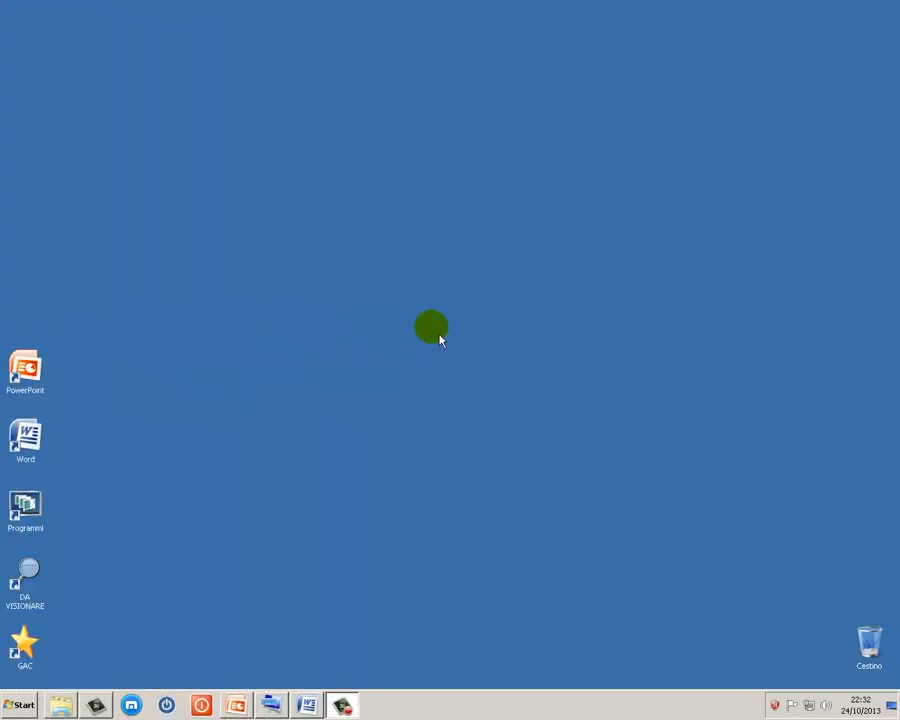 PowerPoint
Word
Programmi
DA
VISIONARE
GAC
Cestino
Start
22:32
24/10/2013